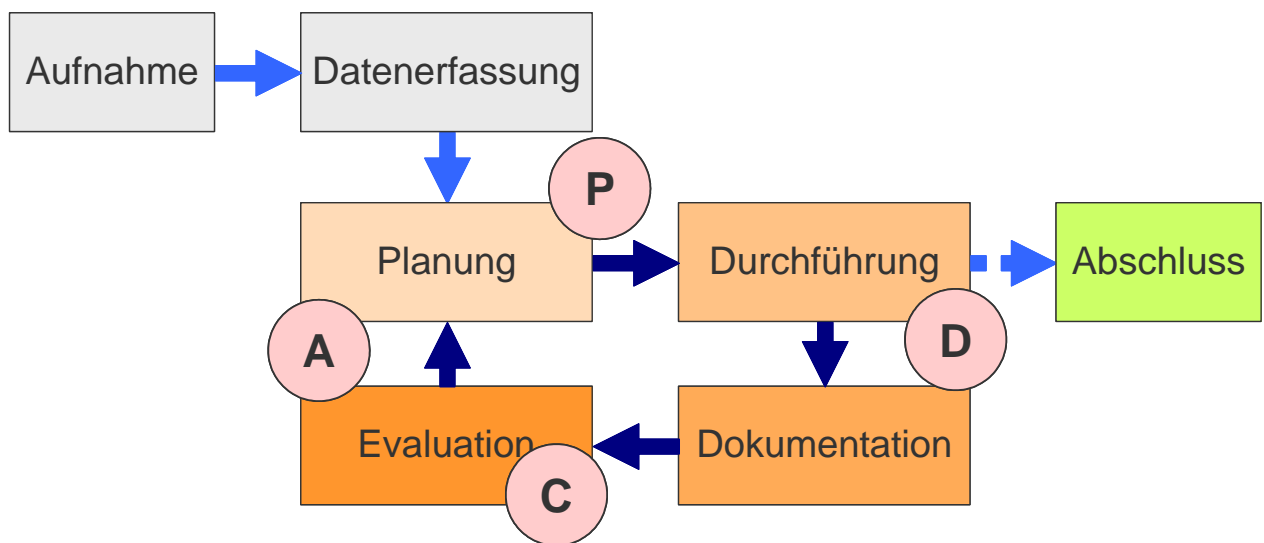 Aufnahme
Datenerfassung
P
Planung
Durchführung
Abschluss
A
D
Evaluation
Dokumentation
C